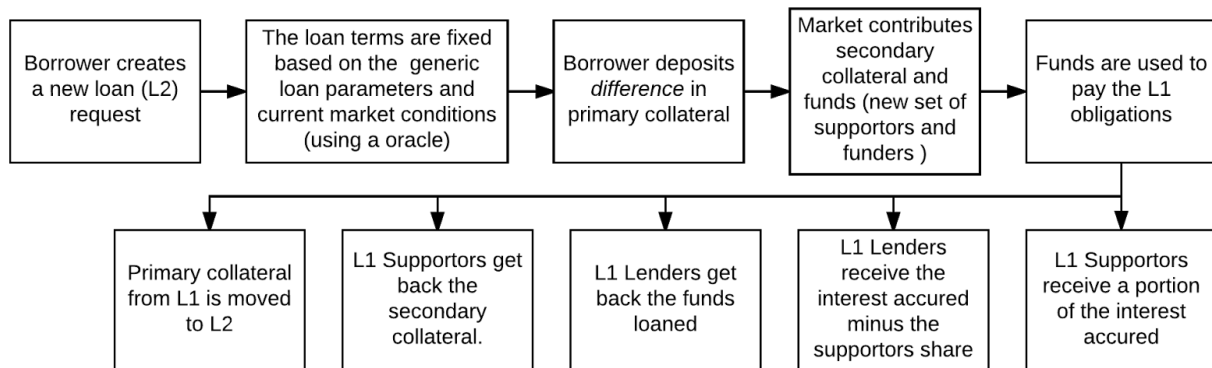 Borrower creates
a new loan (L2)
request
The loan terms are fixed
based on the generic
loan parameters and
current market conditions
(using a oracle)
Borrower deposits
difference in
primary collateral
Market contributes
secondary
collateral and
funds (new set of
supportors and
funders )
Funds are used to
pay the L1
obligations
Primary collateral
from L1 is moved
to L2
L1 Supportors get
back the
secondary
collateral.
L1 Lenders get
back the funds
loaned
L1 Lenders
receive the
interest accured
minus the
supportors share
L1 Supportors
receive a portion
of the interest
accured